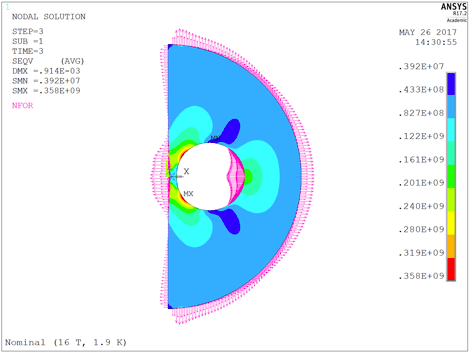 1
NODAL SOLUTION
STEP=3
SUB =1
TIME=3
SEQV (AVG)
DMX =.914E-03
SMN =.392E+07
SMX =.358E+09
NFOR
ANSYS
R17.2
Academic
MAY 26 2017
14:30:55
.392E+07
.433E+08
.827E+08
.122E+09
.161E+09
.201E+09
.240E+09
.280E+09
.319E+09
.358E+09
MN
X
MX
Nominal (16 T, 1.9 K)